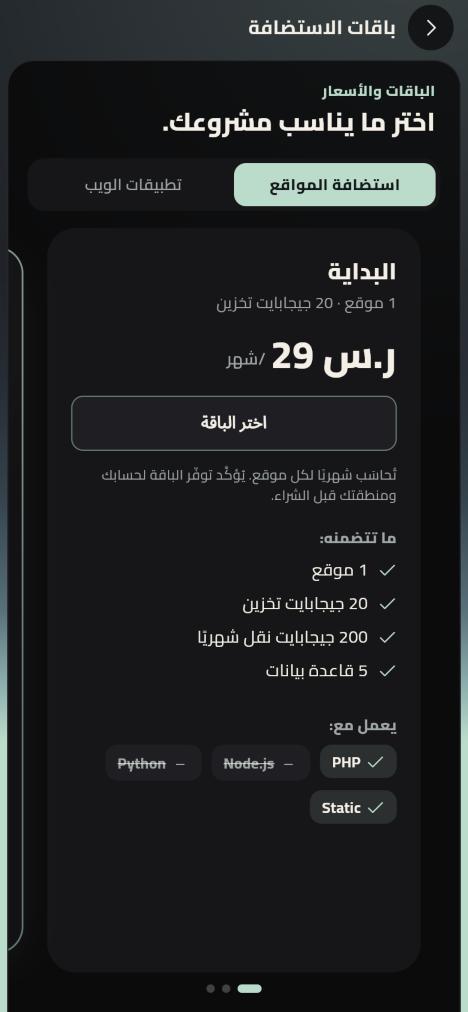 باقات الاستضافة
الباقات والأسعار
اختر ما يناسب مشروعك.
استضافة المواقع
تطبيقات الويب
البداية
1 موقع · 20 جيجابايت تخزين
ر.س 29 /شهر
اختر الباقة
تُحاسَب شهريًا لكل موقع. يُؤكَّد توفّر الباقة لحسابك
ومنطقتك قبل الشراء.
ما تتضمنه:
1 موقع
20 جيجابايت تخزين
200 جيجابايت نقل شهريًا
5 قاعدة بيانات
يعمل مع:
PHP
– Node.js
– Python
Static